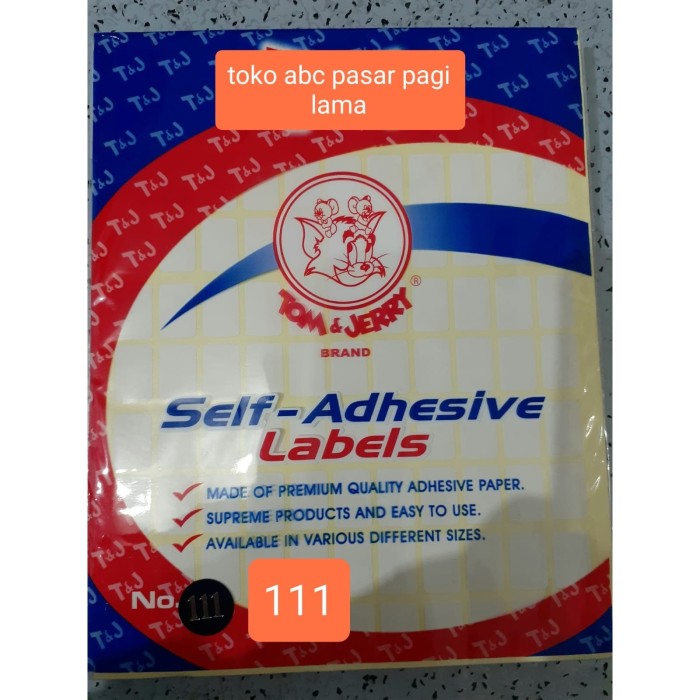 toko abc pasar pagi
lama
TOM & JERRY ®
BRAND
Self-Adhesive
Labels
MADE OF PREMIUM QUALITY ADHESIVE PAPER.
SUPREME PRODUCTS AND EASY TO USE.
AVAILABLE IN VARIOUS DIFFERENT SIZES.
No. 111
111
T&J